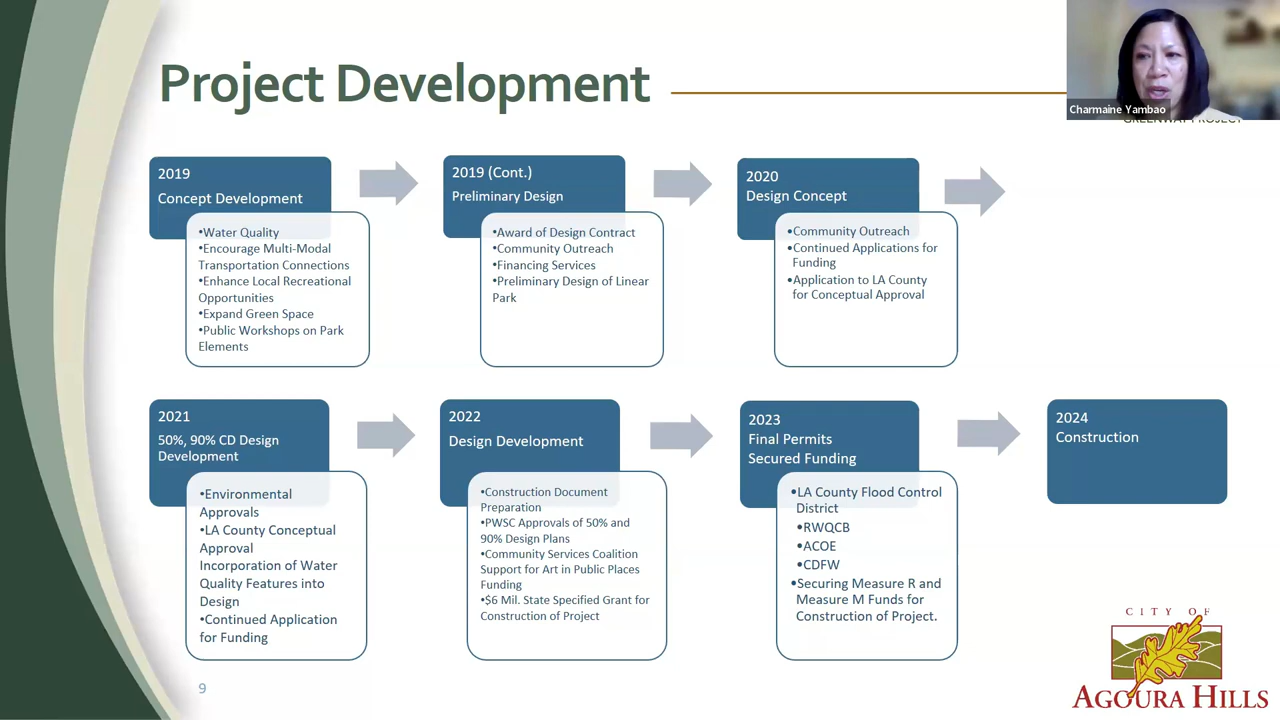 Project Development
Charmaine Yambao
GREENWAY PROJECT
2019
Concept Development
•Water Quality
•Encourage Multi-Modal
Transportation Connections
•Enhance Local Recreational
Opportunities
•Expand Green Space
•Public Workshops on Park
Elements
2019 (Cont.)
Preliminary Design
•Award of Design Contract
•Community Outreach
•Financing Services
•Preliminary Design of Linear
Park
2020
Design Concept
•Community Outreach
•Continued Applications for
Funding
•Application to LA County
for Conceptual Approval
2021
50%, 90% CD Design
Development
•Environmental
Approvals
•LA County Conceptual
Approval
Incorporation of Water
Quality Features into
Design
•Continued Application
for Funding
2022
Design Development
•Construction Document
Preparation
•PWSC Approvals of 50% and
90% Design Plans
•Community Services Coalition
Support for Art in Public Places
Funding
•$6 Mil. State Specified Grant for
Construction of Project
2023
Final Permits
Secured Funding
•LA County Flood Control
District
•RWQCB
•ACOE
•CDFW
•Securing Measure R and
Measure M Funds for
Construction of Project.
2024
Construction
9
CITY OF
AGOURA HILLS